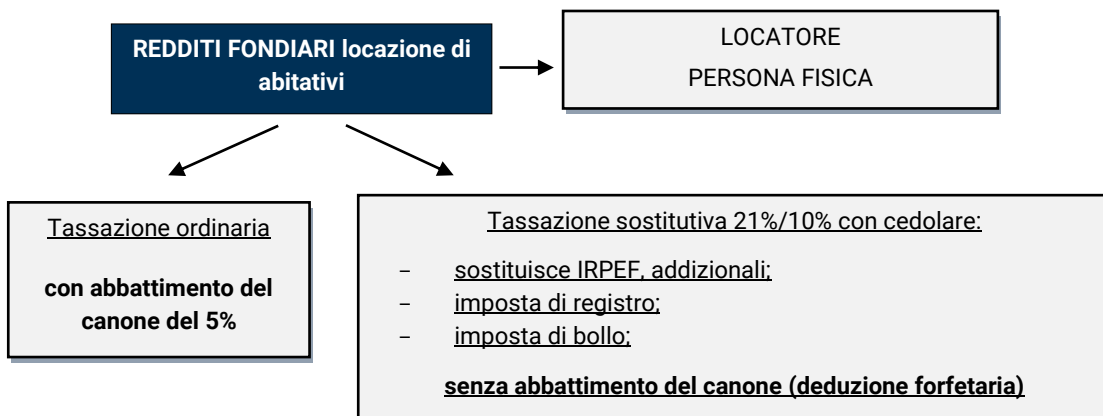 REDDITI FONDIARI locazione di
abitativi
LOCATORE
PERSONA FISICA
Tassazione ordinaria
con abbattimento del
canone del 5%
Tassazione sostitutiva 21%/10% con cedolare:
– sostituisce IRPEF, addizionali;
– imposta di registro;
– imposta di bollo;
senza abbattimento del canone (deduzione forfetaria)